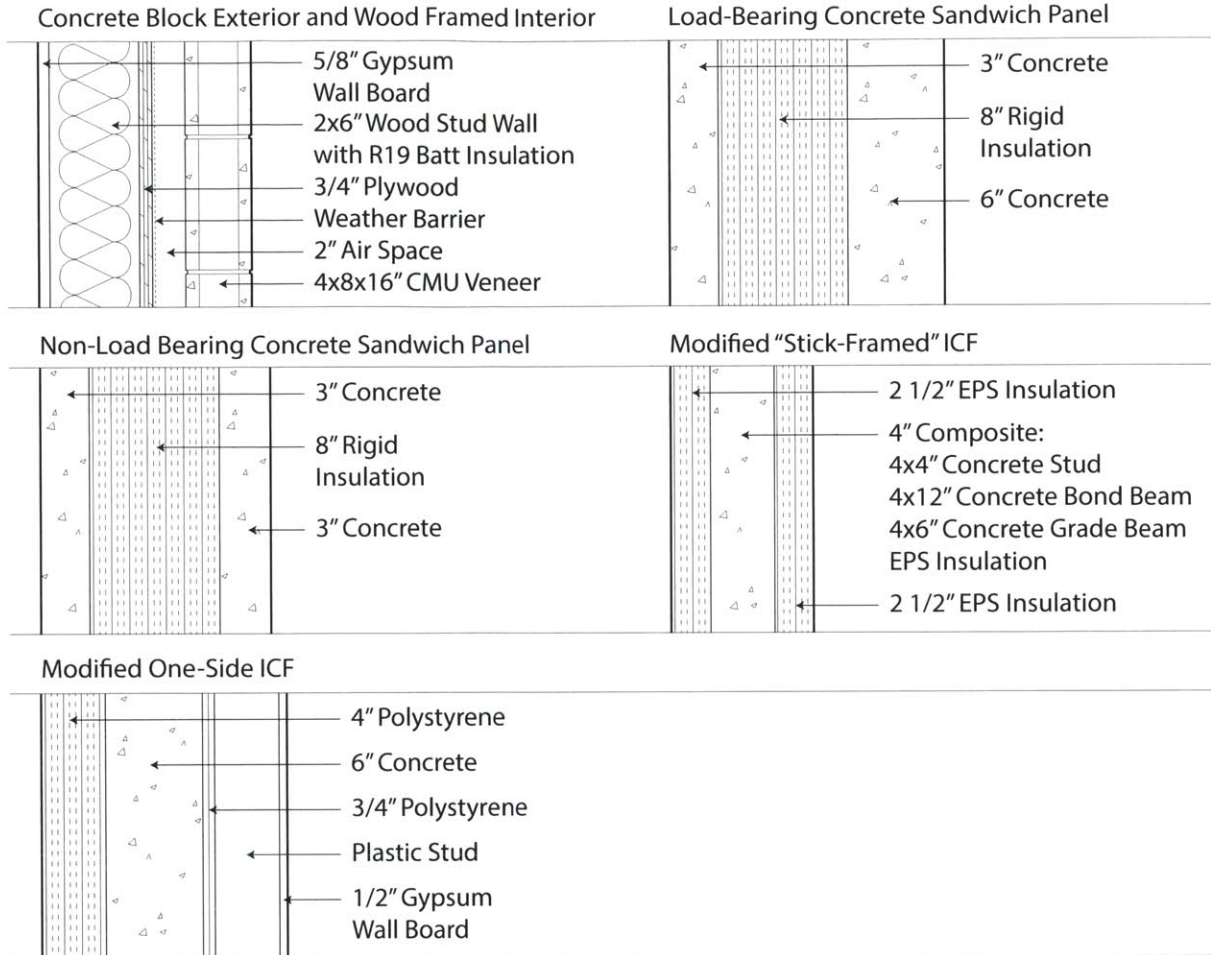 Concrete Block Exterior and Wood Framed Interior
5/8” Gypsum
Wall Board
2x6” Wood Stud Wall
with R19 Batt Insulation
3/4” Plywood
Weather Barrier
2” Air Space
4x8x16” CMU Veneer
Load-Bearing Concrete Sandwich Panel
3” Concrete
8” Rigid
Insulation
6” Concrete
Non-Load Bearing Concrete Sandwich Panel
3” Concrete
8” Rigid
Insulation
3” Concrete
Modified “Stick-Framed” ICF
2 1/2” EPS Insulation
4” Composite:
4x4” Concrete Stud
4x12” Concrete Bond Beam
4x6” Concrete Grade Beam
EPS Insulation
2 1/2” EPS Insulation
Modified One-Side ICF
4” Polystyrene
6” Concrete
3/4” Polystyrene
Plastic Stud
1/2” Gypsum
Wall Board